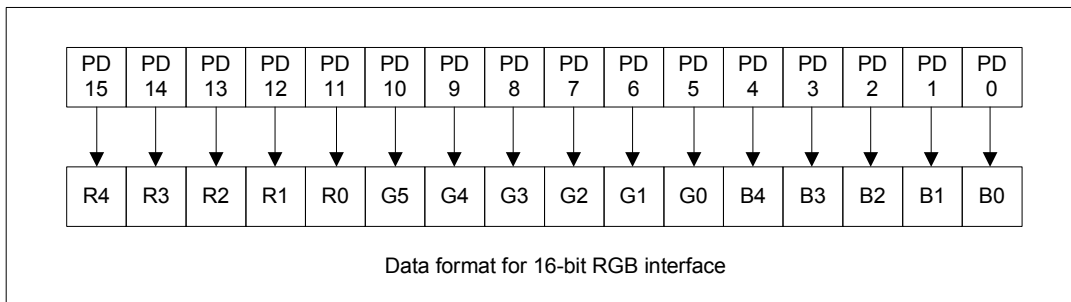 PD PD PD PD PD PD PD PD PD PD PD PD PD PD PD PD
15 14 13 12 11 10 9 8 7 6 5 4 3 2 1 0
R4 R3 R2 R1 R0 G5 G4 G3 G2 G1 G0 B4 B3 B2 B1 B0
Data format for 16-bit RGB interface